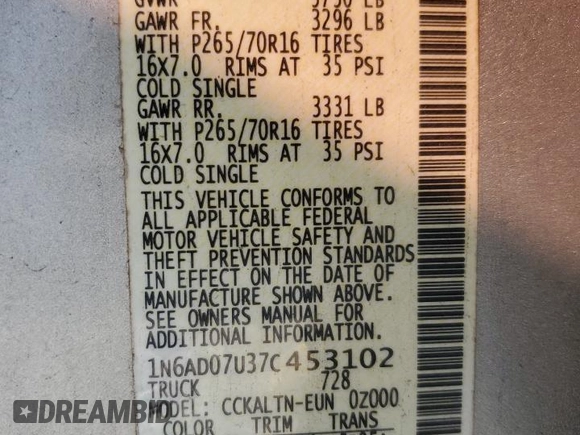 GVWR 5750 LB
GAWR FR. 3296 LB
WITH P265/70R16 TIRES
16X7.0 RIMS AT 35 PSI
COLD SINGLE
GAWR RR. 3331 LB
WITH P265/70R16 TIRES
16X7.0 RIMS AT 35 PSI
COLD SINGLE
THIS VEHICLE CONFORMS TO
ALL APPLICABLE FEDERAL
MOTOR VEHICLE SAFETY AND
THEFT PREVENTION STANDARDS
IN EFFECT ON THE DATE OF
MANUFACTURE SHOWN ABOVE.
SEE OWNERS MANUAL FOR
ADDITIONAL INFORMATION.
1N6AD07U37C453102
TRUCK 728
MODEL: CCKALTN-EUN 0Z000
COLOR TRIM TRANS
DREAMBID